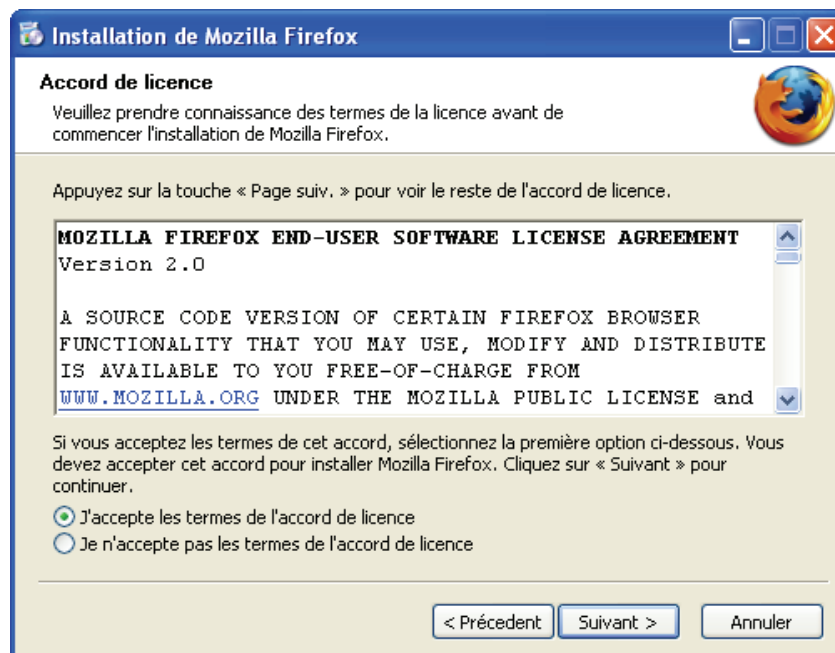 Installation de Mozilla Firefox
Accord de licence
Veuillez prendre connaissance des termes de la licence avant de
commencer l'installation de Mozilla Firefox.
Appuyez sur la touche « Page suiv. » pour voir le reste de l'accord de licence.
MOZILLA FIREFOX END-USER SOFTWARE LICENSE AGREEMENT
Version 2.0
A SOURCE CODE VERSION OF CERTAIN FIREFOX BROWSER
FUNCTIONALITY THAT YOU MAY USE, MODIFY AND DISTRIBUTE
IS AVAILABLE TO YOU FREE-OF-CHARGE FROM
WWW.MOZILLA.ORG UNDER THE MOZILLA PUBLIC LICENSE and
Si vous acceptez les termes de cet accord, sélectionnez la première option ci-dessous. Vous
devez accepter cet accord pour installer Mozilla Firefox. Cliquez sur « Suivant » pour
continuer.
J'accepte les termes de l'accord de licence
Je n'accepte pas les termes de l'accord de licence
< Précedent Suivant > Annuler